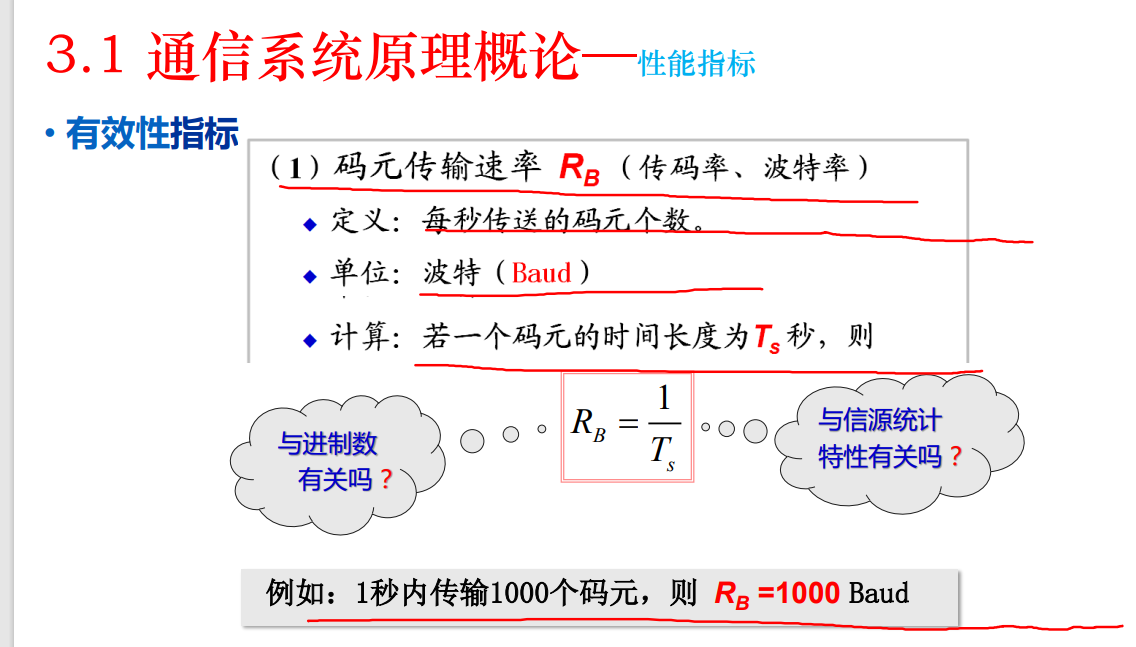 3.1 通信系统原理概论—性能指标
• 有效性指标
（1）码元传输速率 RB （传码率、波特率）
◆ 定义：每秒传送的码元个数。
◆ 单位：波特（Baud）
◆ 计算：若一个码元的时间长度为Ts秒，则
RB = 1/Ts
与进制数
有关吗？
与信源统计
特性有关吗？
例如：1秒内传输1000个码元，则 RB =1000 Baud